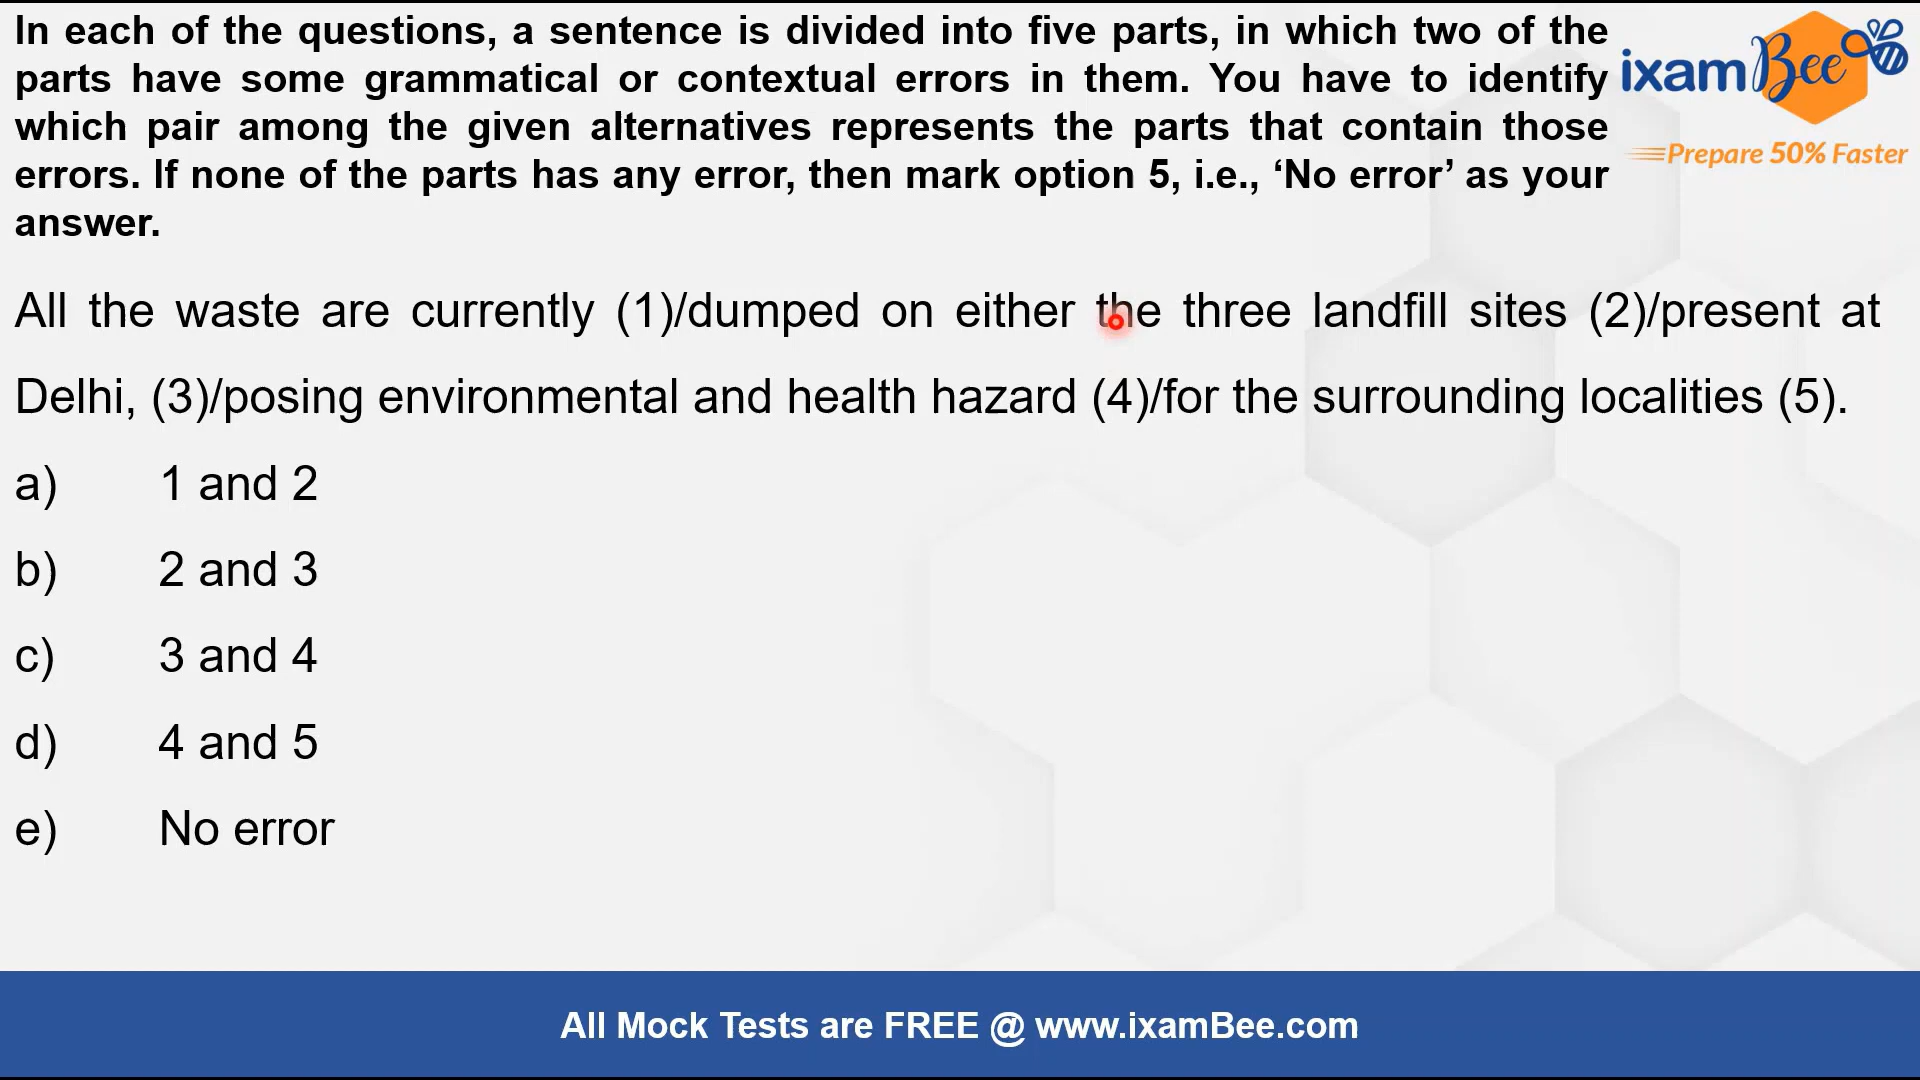 In each of the questions, a sentence is divided into five parts, in which two of the
parts have some grammatical or contextual errors in them. You have to identify
which pair among the given alternatives represents the parts that contain those
errors. If none of the parts has any error, then mark option 5, i.e., ‘No error’ as your
answer.
ixamBee
Prepare 50% Faster
All the waste are currently (1)/dumped on either the three landfill sites (2)/present at
Delhi, (3)/posing environmental and health hazard (4)/for the surrounding localities (5).
a) 1 and 2
b) 2 and 3
c) 3 and 4
d) 4 and 5
e) No error
All Mock Tests are FREE @ www.ixamBee.com